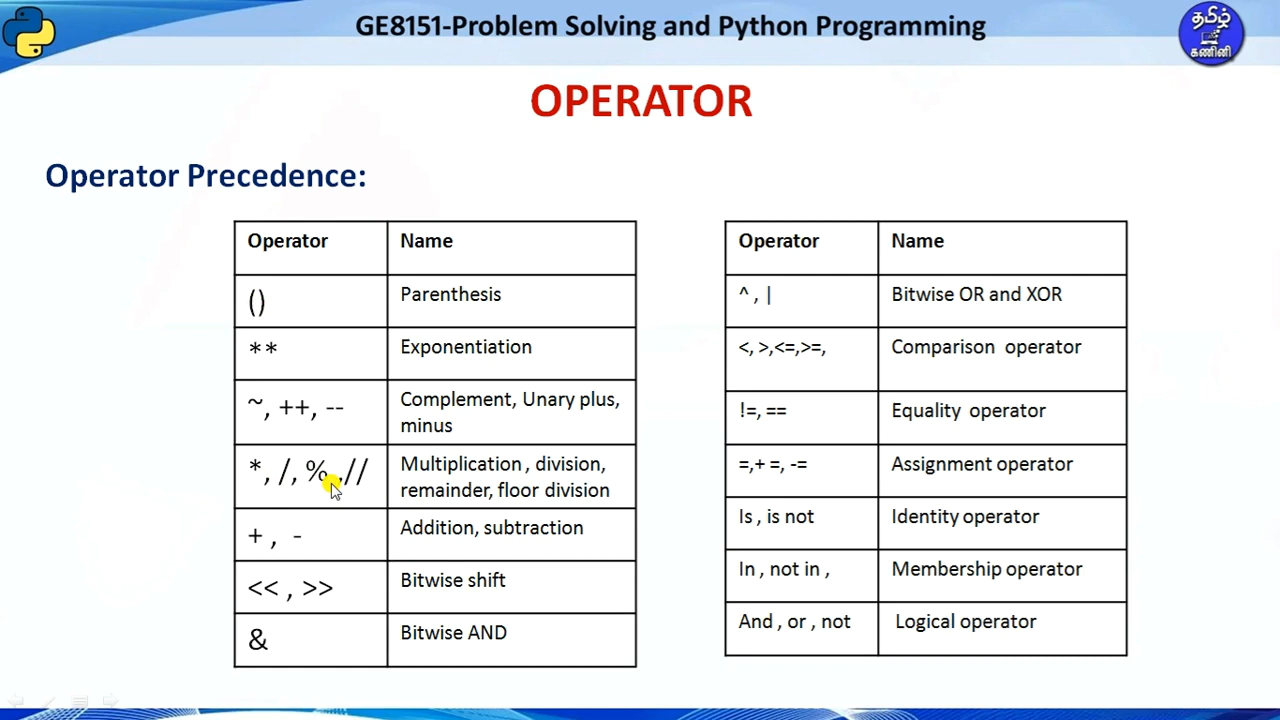 GE8151-Problem Solving and Python Programming
தமிழ்
கணினி
OPERATOR
Operator Precedence:
Operator Name
() Parenthesis
** Exponentiation
~, ++, -- Complement, Unary plus,
minus
*, /, %, ,// Multiplication , division,
remainder, floor division
+ , - Addition, subtraction
<< , >> Bitwise shift
& Bitwise AND
Operator Name
^ , | Bitwise OR and XOR
<, >,<=,>=, Comparison operator
!=, == Equality operator
=,+ =, -= Assignment operator
Is , is not Identity operator
In , not in , Membership operator
And , or , not Logical operator